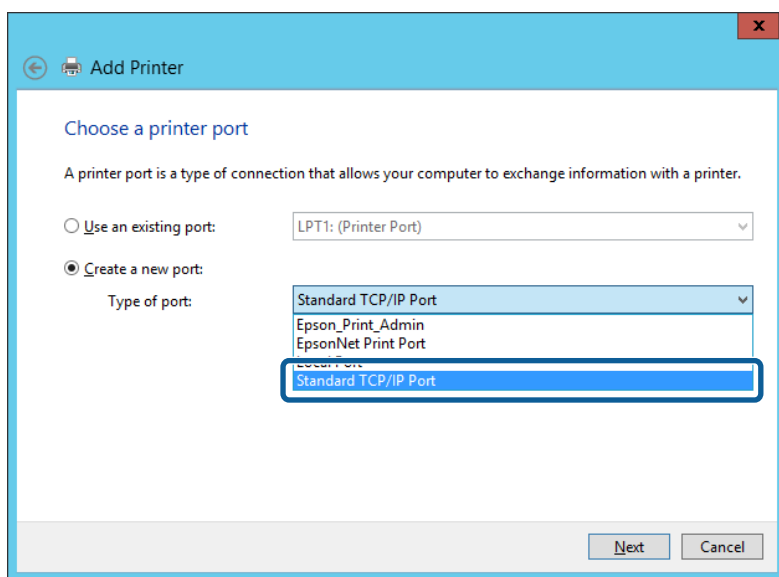 x
Add Printer
Choose a printer port
A printer port is a type of connection that allows your computer to exchange information with a printer.
Use an existing port:
LPT1: (Printer Port)
Create a new port:
Type of port:
Standard TCP/IP Port
Epson_Print_Admin
EpsonNet Print Port
Local Port
Standard TCP/IP Port
Next
Cancel